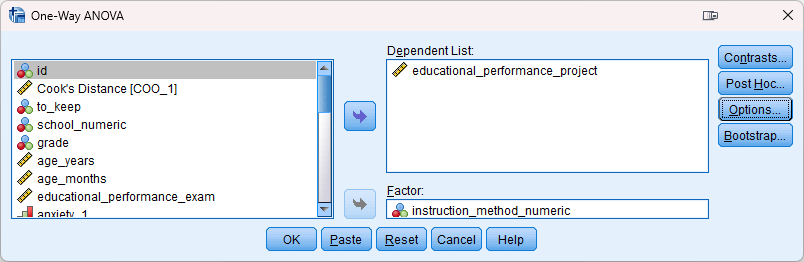 One-Way ANOVA
id
Cook's Distance [COO_1]
to_keep
school_numeric
grade
age_years
age_months
educational_performance_exam
anxiety_1
Dependent List:
educational_performance_project
Factor:
instruction_method_numeric
Contrasts...
Post Hoc...
Options...
Bootstrap...
OK Paste Reset Cancel Help